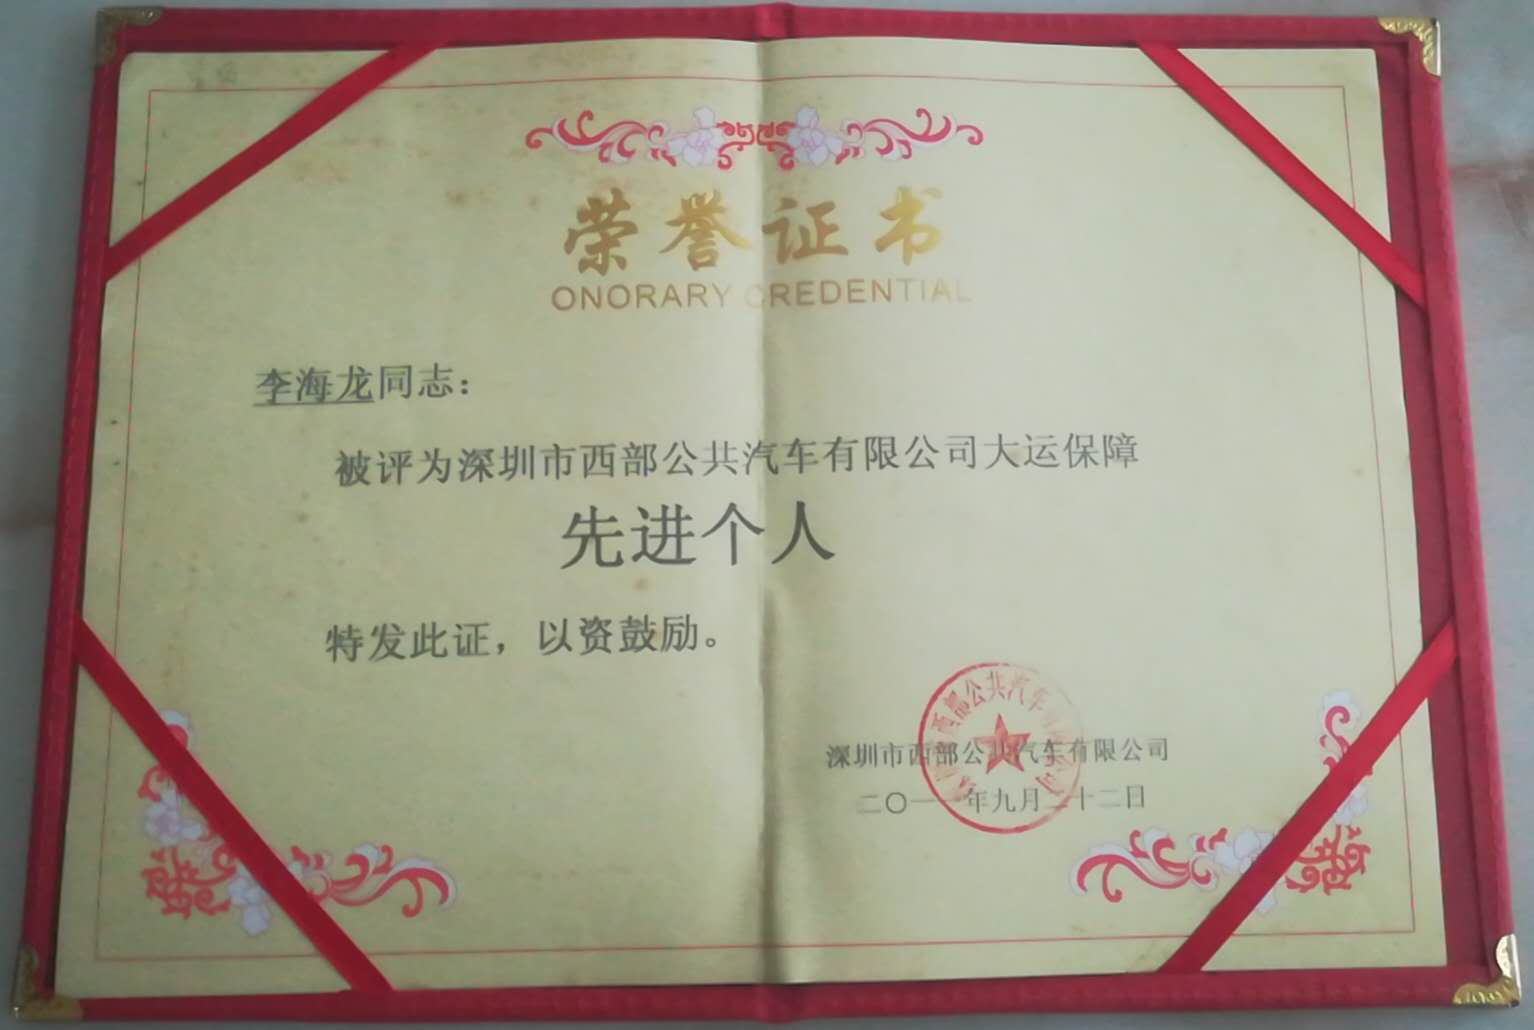 荣誉证书
ONORARY CREDENTIAL
李海龙同志：
被评为深圳市西部公共汽车有限公司大运保障
先进个人
特发此证，以资鼓励。
深圳市西部公共汽车有限公司
二〇一一年九月二十二日